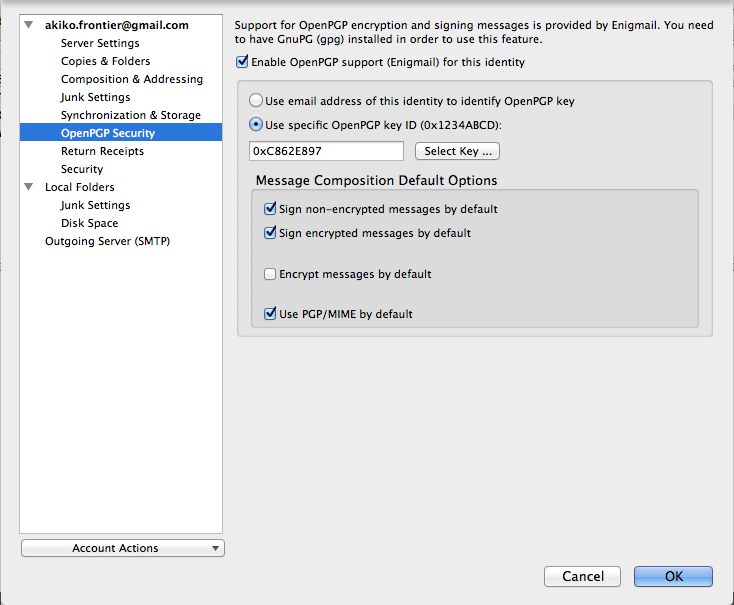 akiko.frontier@gmail.com
Server Settings
Copies & Folders
Composition & Addressing
Junk Settings
Synchronization & Storage
OpenPGP Security
Return Receipts
Security
Local Folders
Junk Settings
Disk Space
Outgoing Server (SMTP)
Account Actions
Support for OpenPGP encryption and signing messages is provided by Enigmail. You need
to have GnuPG (gpg) installed in order to use this feature.
Enable OpenPGP support (Enigmail) for this identity
Use email address of this identity to identify OpenPGP key
Use specific OpenPGP key ID (0x1234ABCD):
0xC862E897
Select Key ...
Message Composition Default Options
Sign non-encrypted messages by default
Sign encrypted messages by default
Encrypt messages by default
Use PGP/MIME by default
Cancel
OK